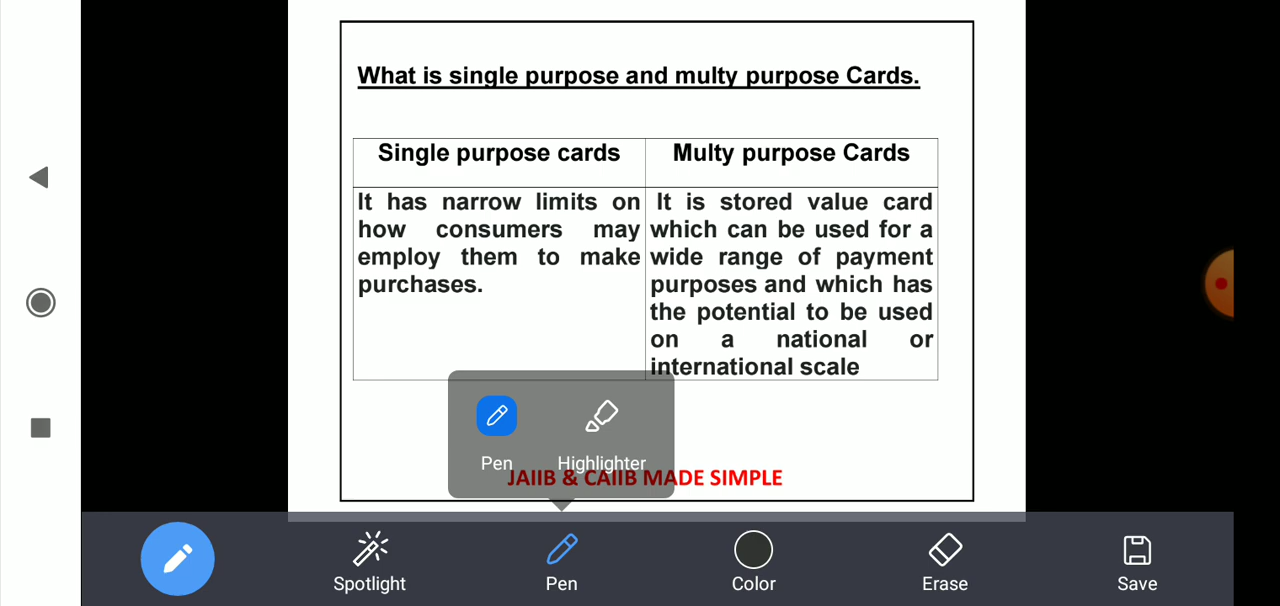 What is single purpose and multy purpose Cards.
Single purpose cards
Multy purpose Cards
It has narrow limits on
how consumers may
employ them to make
purchases.
It is stored value card
which can be used for a
wide range of payment
purposes and which has
the potential to be used
on a national or
international scale
Pen
Highlighter
JAIIB & CAIIB MADE SIMPLE
Spotlight
Pen
Color
Erase
Save